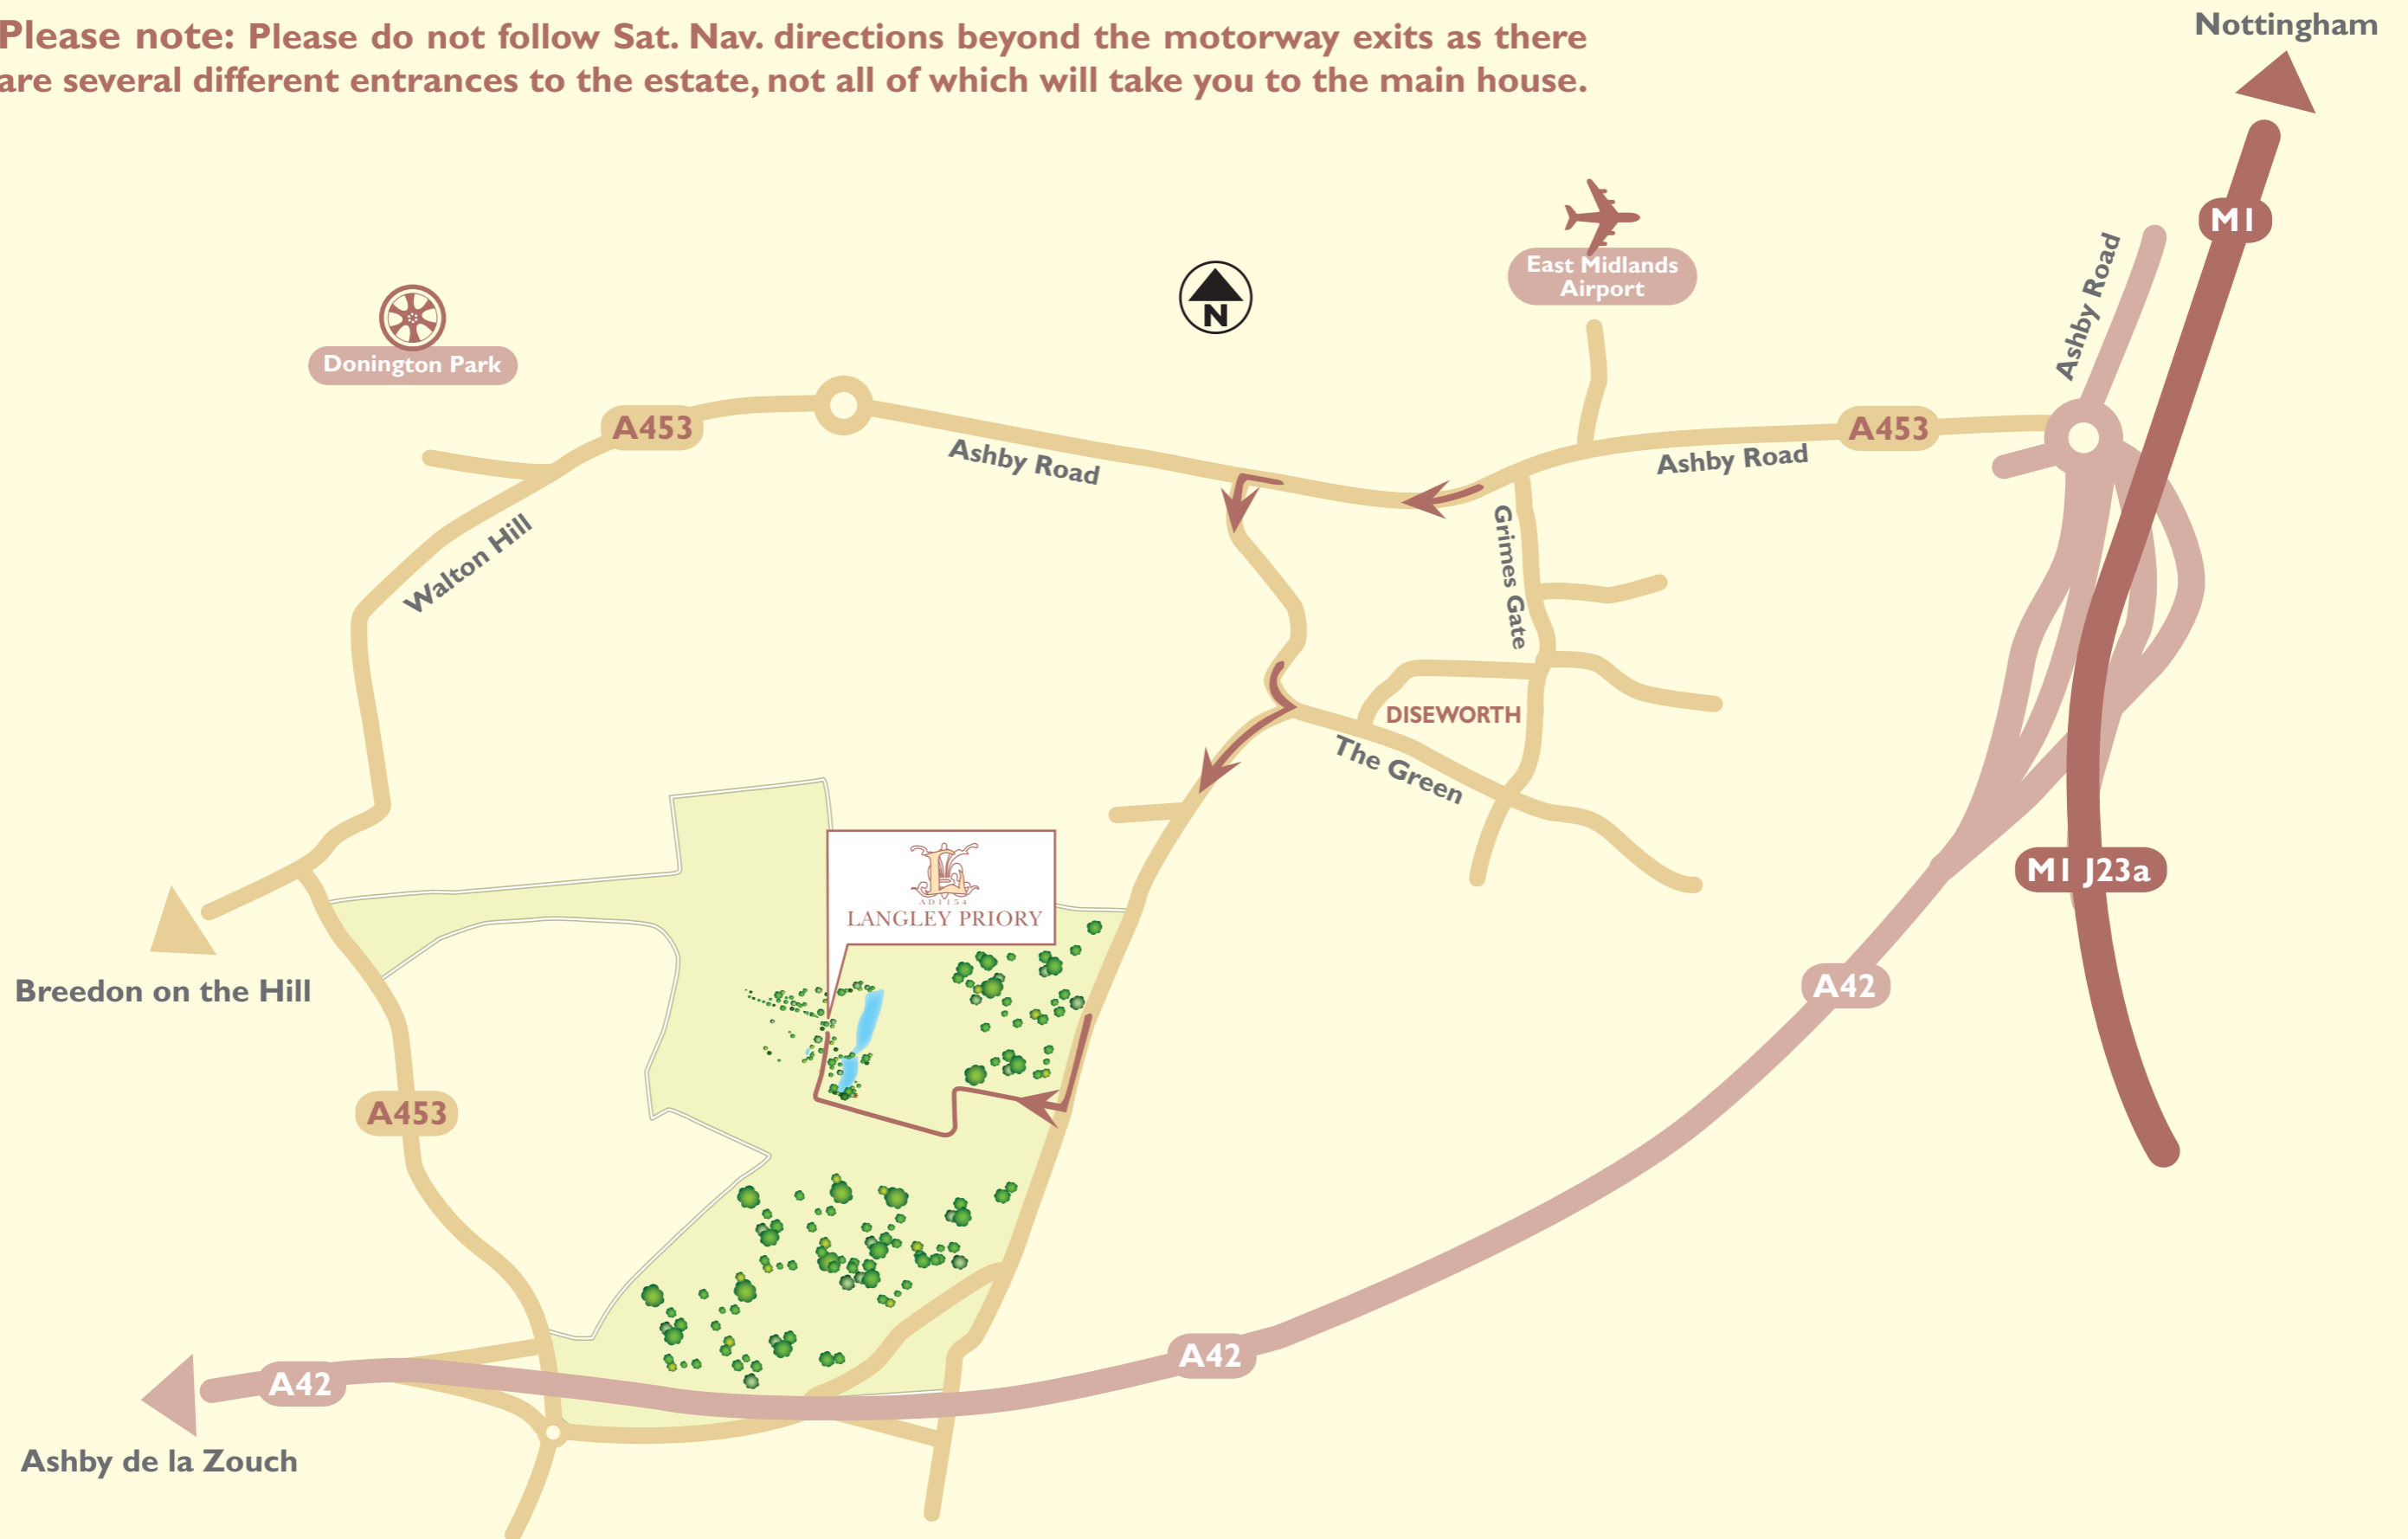 Please note: Please do not follow Sat. Nav. directions beyond the motorway exits as there
are several different entrances to the estate, not all of which will take you to the main house.
Nottingham
M1
Ashby Road
East Midlands
Airport
N
Donington Park
A453
Ashby Road
Ashby Road
A453
Walton Hill
Grimes Gate
DISEWORTH
The Green
AD1154
LANGLEY PRIORY
M1 J23a
Breedon on the Hill
A42
A453
A42
A42
Ashby de la Zouch